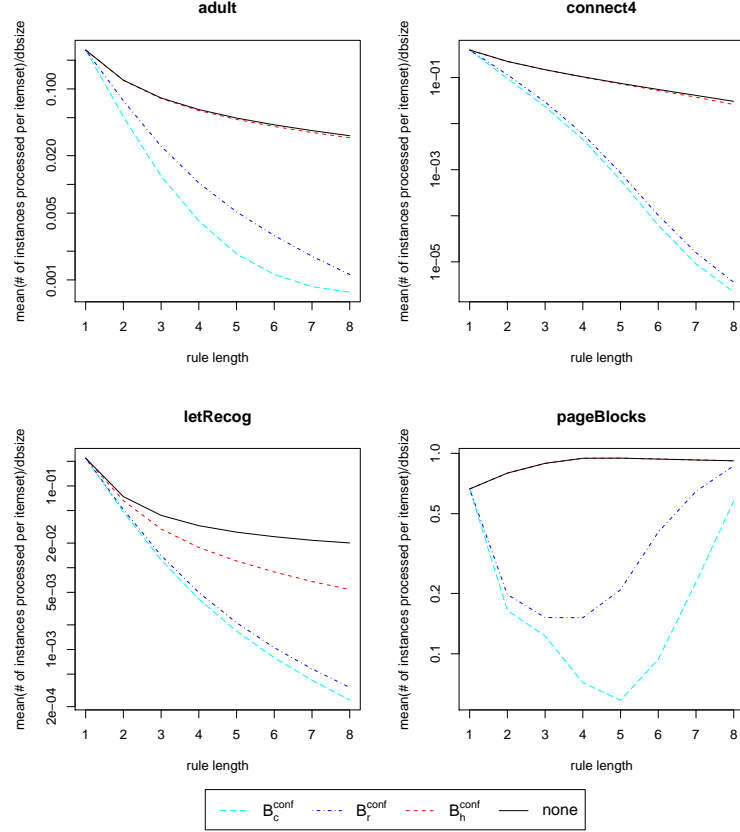 adult
mean(# of instances processed per itemset)/dbsize
0.100
0.020
0.005
0.001
1 2 3 4 5 6 7 8
rule length
connect4
mean(# of instances processed per itemset)/dbsize
1e-01
1e-03
1e-05
1 2 3 4 5 6 7 8
rule length
letRecog
mean(# of instances processed per itemset)/dbsize
1e-01
2e-02
5e-03
1e-03
2e-04
1 2 3 4 5 6 7 8
rule length
pageBlocks
mean(# of instances processed per itemset)/dbsize
1.0
0.5
0.2
0.1
1 2 3 4 5 6 7 8
rule length
B_c^conf B_r^conf B_h^conf none